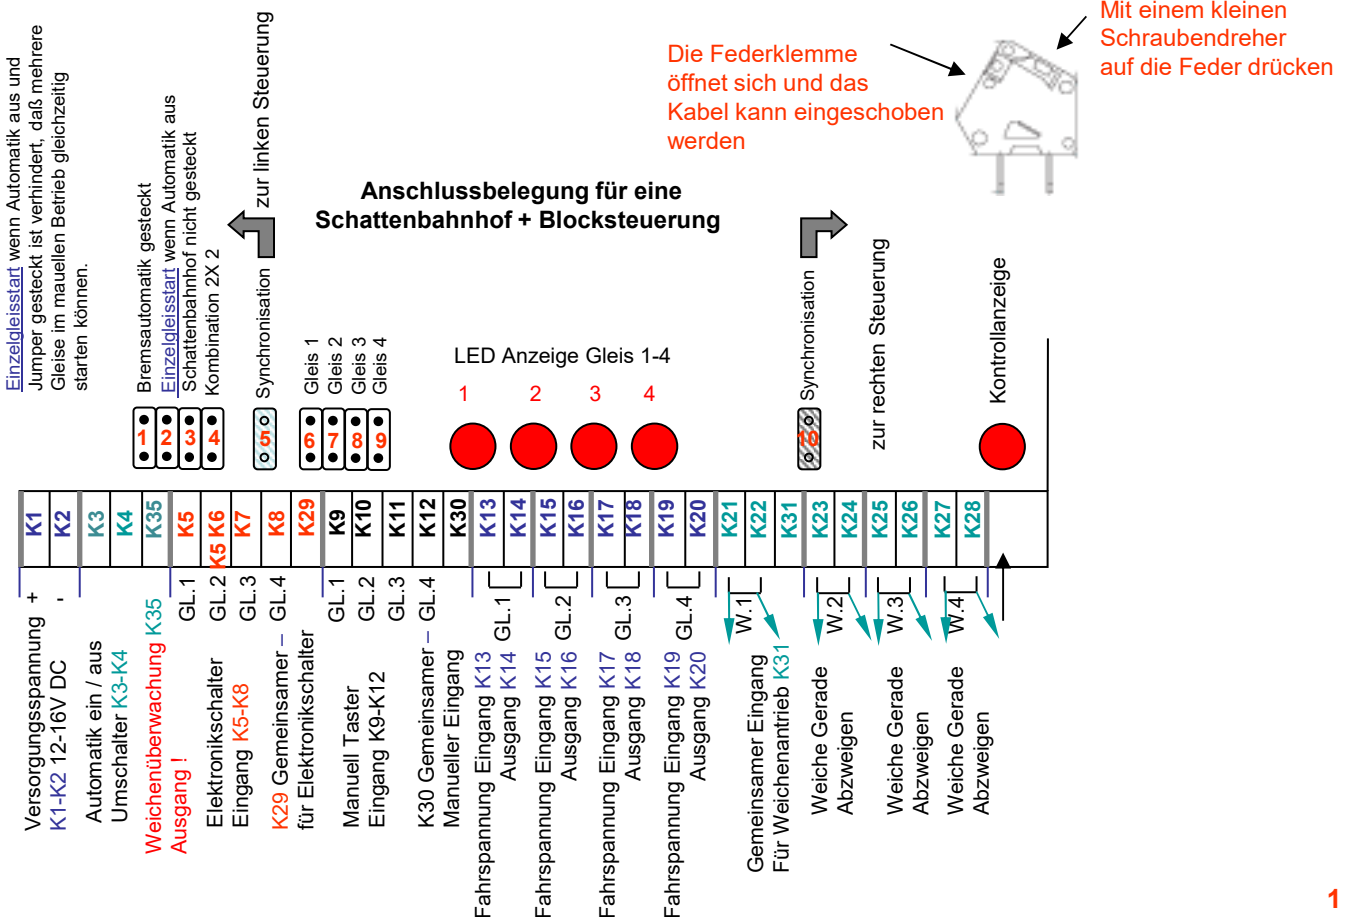 Einzelgleisstart wenn Automatik aus und
Jumper gesteckt ist verhindert, daß mehrere
Gleise im mauellen Betrieb gleichzeitig
starten können.
Bremsautomatik gesteckt
Einzelgleisstart wenn Automatik aus
Schattenbahnhof nicht gesteckt
Kombination 2X 2
zur linken Steuerung
Synchronisation
Gleis 1
Gleis 2
Gleis 3
Gleis 4
Anschlussbelegung für eine
Schattenbahnhof + Blocksteuerung
Die Federklemme
öffnet sich und das
Kabel kann eingeschoben
werden
Mit einem kleinen
Schraubendreher
auf die Feder drücken
LED Anzeige Gleis 1-4
1 2 3 4
Synchronisation
zur rechten Steuerung
Kontrollanzeige
1 2 3 4 5 6 7 8 9 10
K1 K2 K3 K4 K35 K5 K6 K7 K8 K29 K9 K10 K11 K12 K30 K13 K14 K15 K16 K17 K18 K19 K20 K21 K22 K31 K23 K24 K25 K26 K27 K28
K5
Versorgungsspannung + -
K1-K2 12-16V DC
Automatik ein / aus
Umschalter K3-K4
Weichenüberwachung K35
Ausgang !
GL.1
GL.2
GL.3
GL.4
Elektronikschalter
Eingang K5-K8
K29 Gemeinsamer –
für Elektronikschalter
GL.1
GL.2
GL.3
GL.4
Manuell Taster
Eingang K9-K12
K30 Gemeinsamer –
Manueller Eingang
GL.1
Fahrspannung Eingang K13
Ausgang K14
GL.2
Fahrspannung Eingang K15
Ausgang K16
GL.3
Fahrspannung Eingang K17
Ausgang K18
GL.4
Fahrspannung Eingang K19
Ausgang K20
W.1
Gemeinsamer Eingang
Für Weichenantrieb K31
W.2
Weiche Gerade
Abzweigen
W.3
Weiche Gerade
Abzweigen
W.4
Weiche Gerade
Abzweigen
1